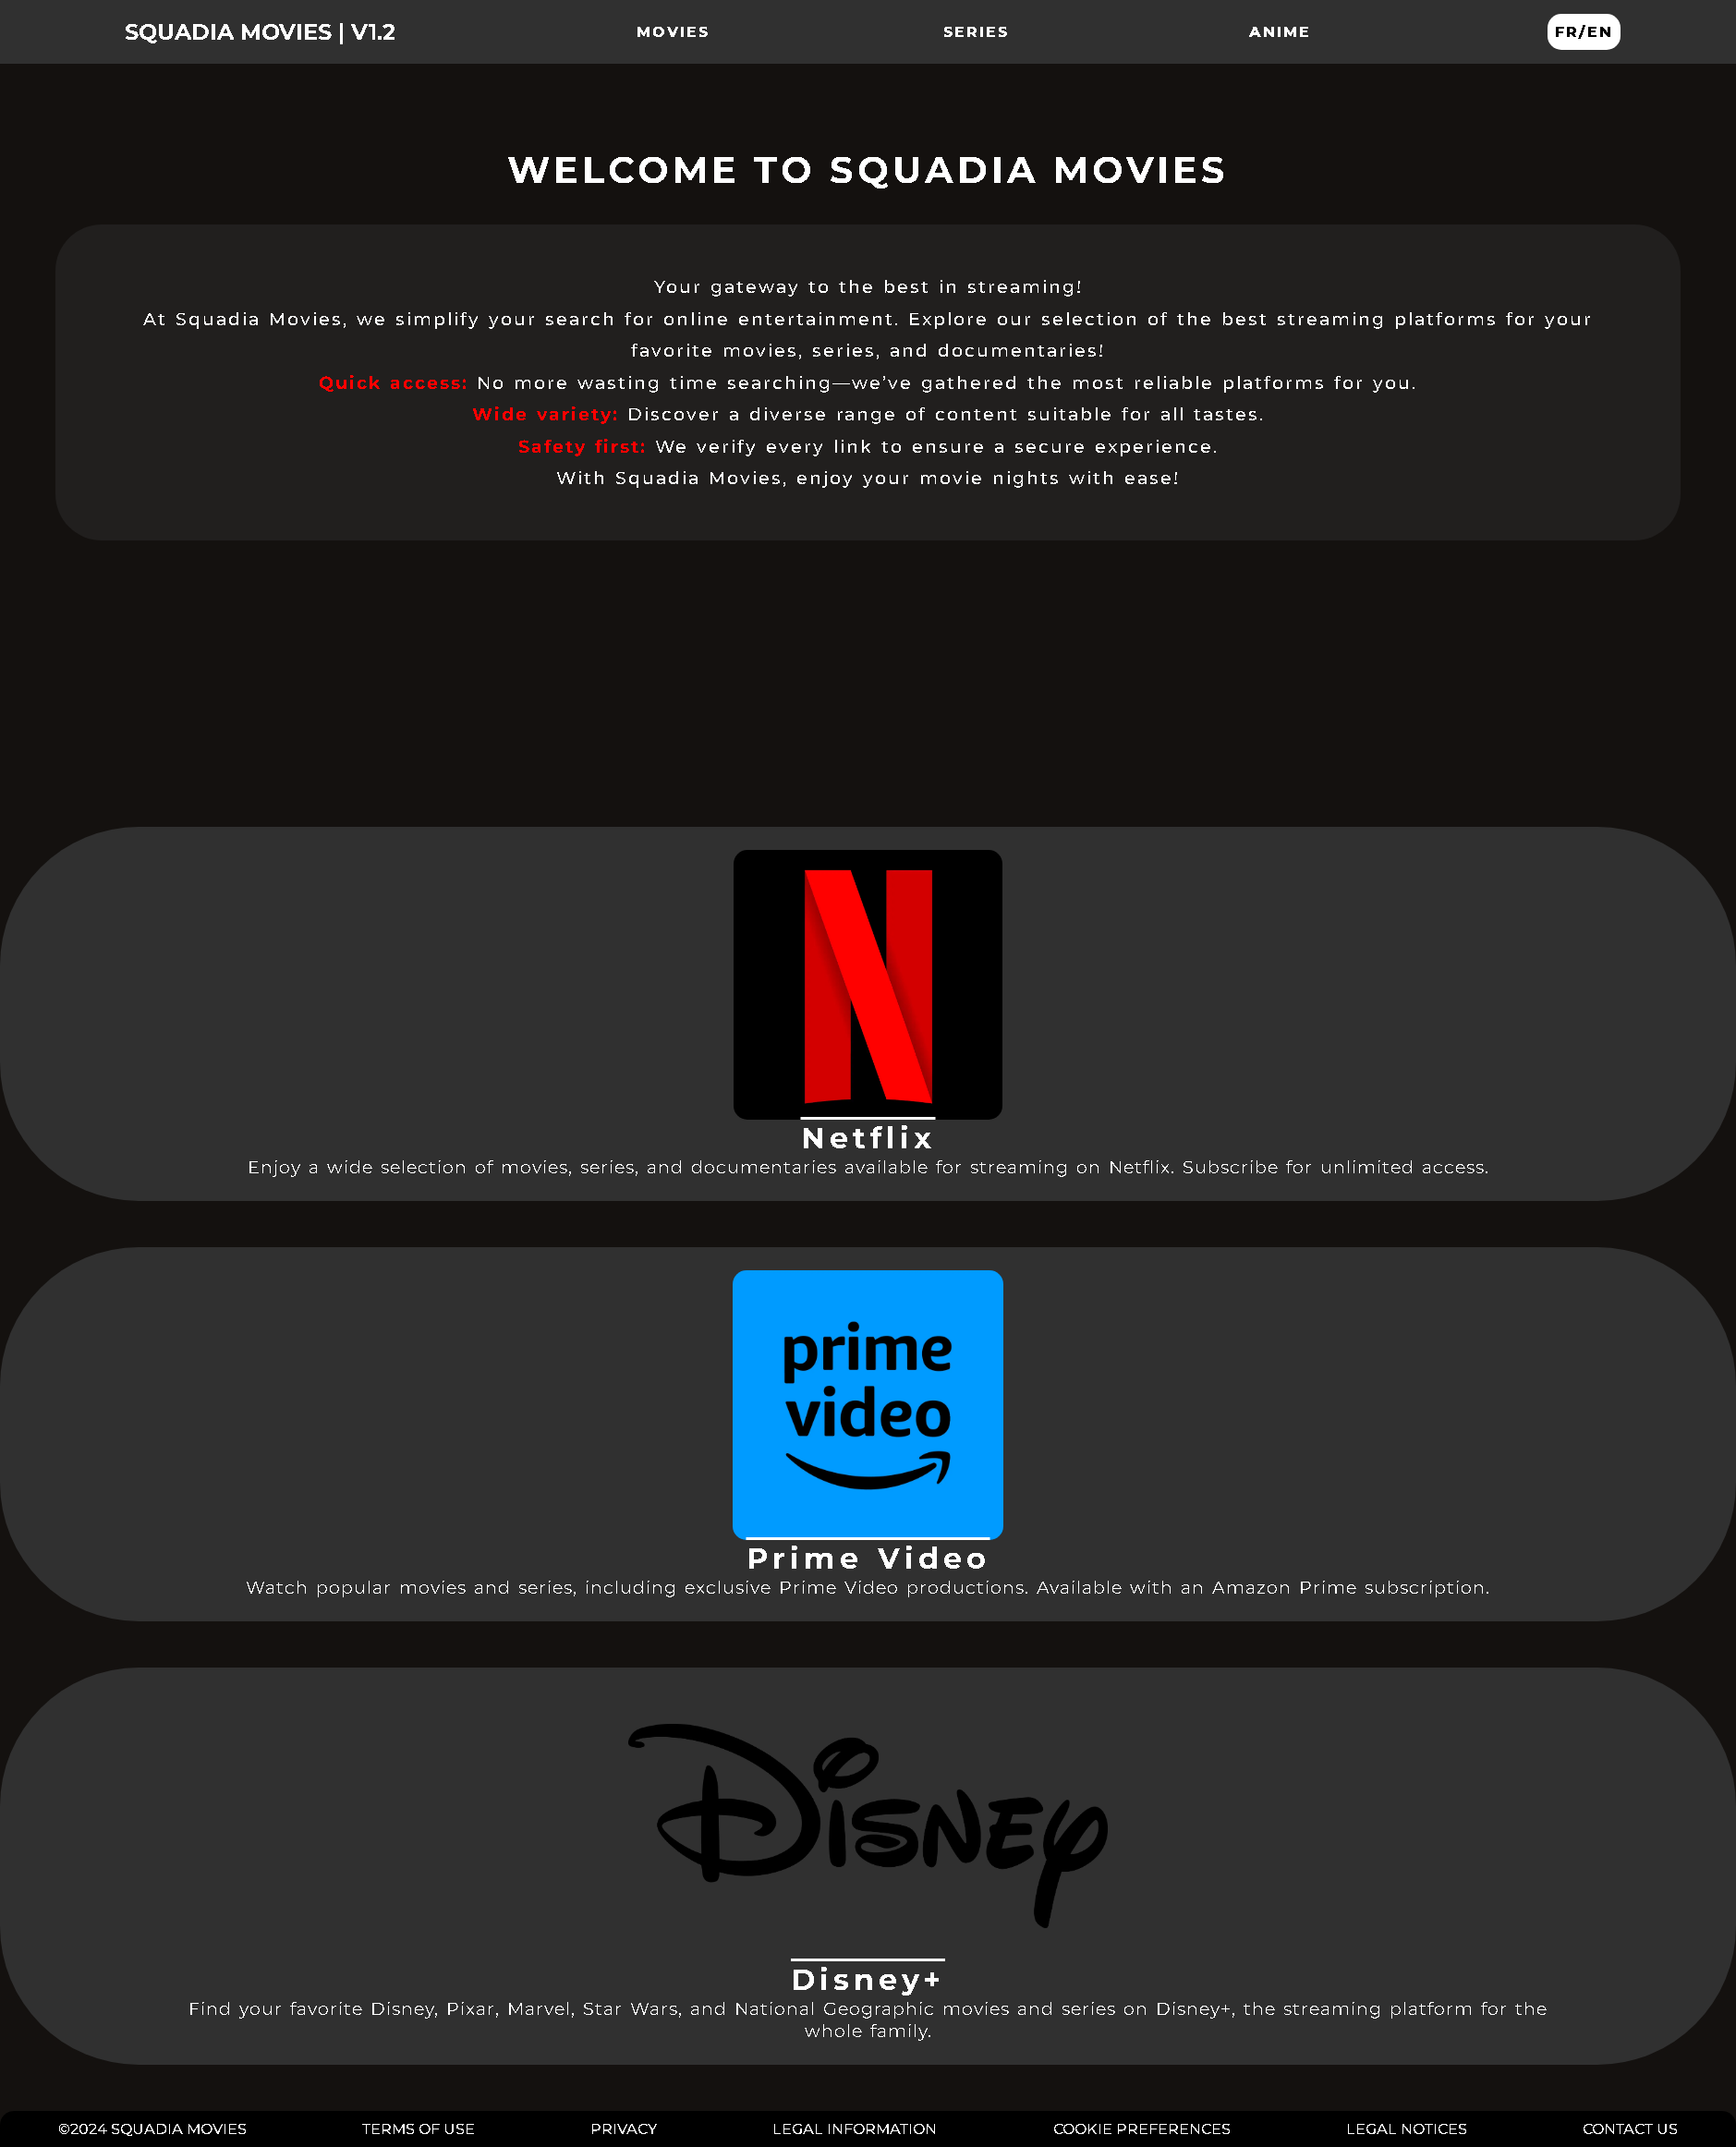 SQUADIA MOVIES | V1.2
MOVIES
SERIES
ANIME
FR/EN
WELCOME TO SQUADIA MOVIES
Your gateway to the best in streaming!
At Squadia Movies, we simplify your search for online entertainment. Explore our selection of the best streaming platforms for your
favorite movies, series, and documentaries!
Quick access: No more wasting time searching—we’ve gathered the most reliable platforms for you.
Wide variety: Discover a diverse range of content suitable for all tastes.
Safety first: We verify every link to ensure a secure experience.
With Squadia Movies, enjoy your movie nights with ease!
N
Netflix
Enjoy a wide selection of movies, series, and documentaries available for streaming on Netflix. Subscribe for unlimited access.
prime
video
Prime Video
Watch popular movies and series, including exclusive Prime Video productions. Available with an Amazon Prime subscription.
Disney
Disney+
Find your favorite Disney, Pixar, Marvel, Star Wars, and National Geographic movies and series on Disney+, the streaming platform for the
whole family.
©2024 SQUADIA MOVIES
TERMS OF USE
PRIVACY
LEGAL INFORMATION
COOKIE PREFERENCES
LEGAL NOTICES
CONTACT US